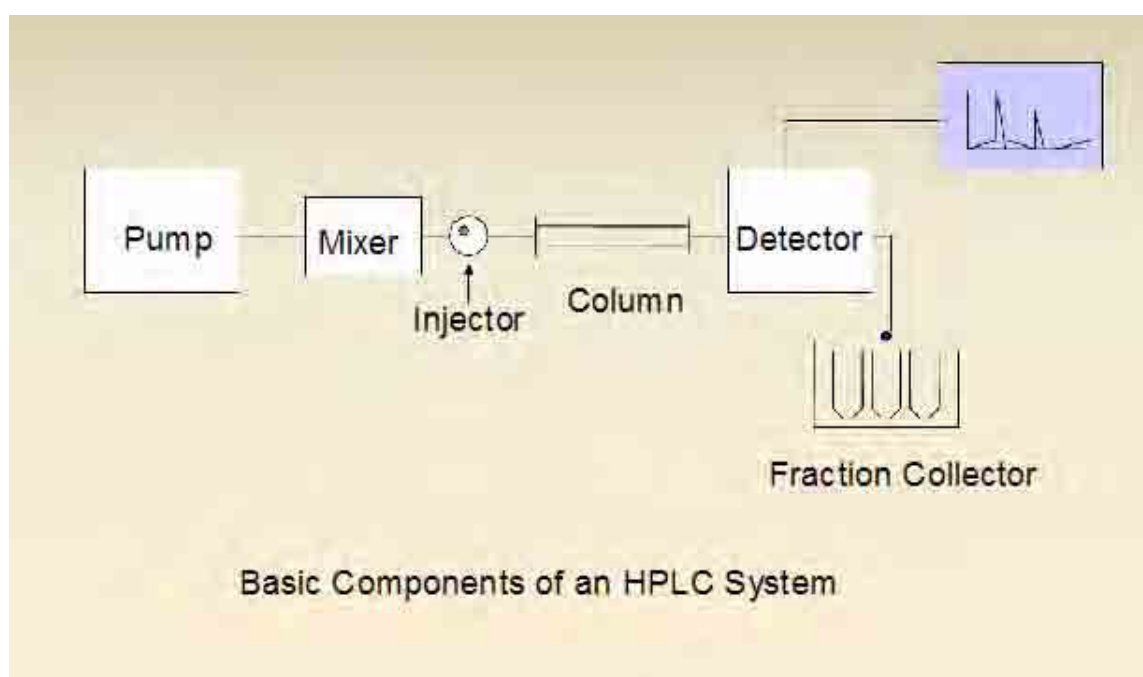 Pump
Mixer
Injector
Column
Detector
Fraction Collector
Basic Components of an HPLC System